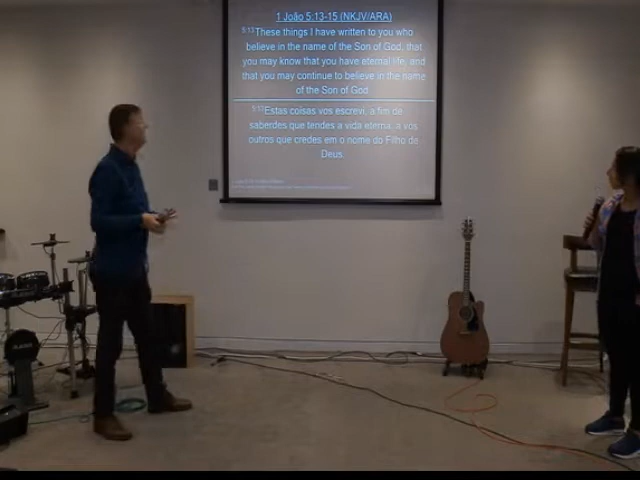 1 João 5:13-15 (NKJV/ARA)
5:13 These things I have written to you who
believe in the name of the Son of God, that
you may know that you have eternal life, and
that you may continue to believe in the name
of the Son of God
5:13 Estas coisas vos escrevi, a fim de
saberdes que tendes a vida eterna, a vos
outros que credes em o nome do Filho de
Deus.
ALESIS